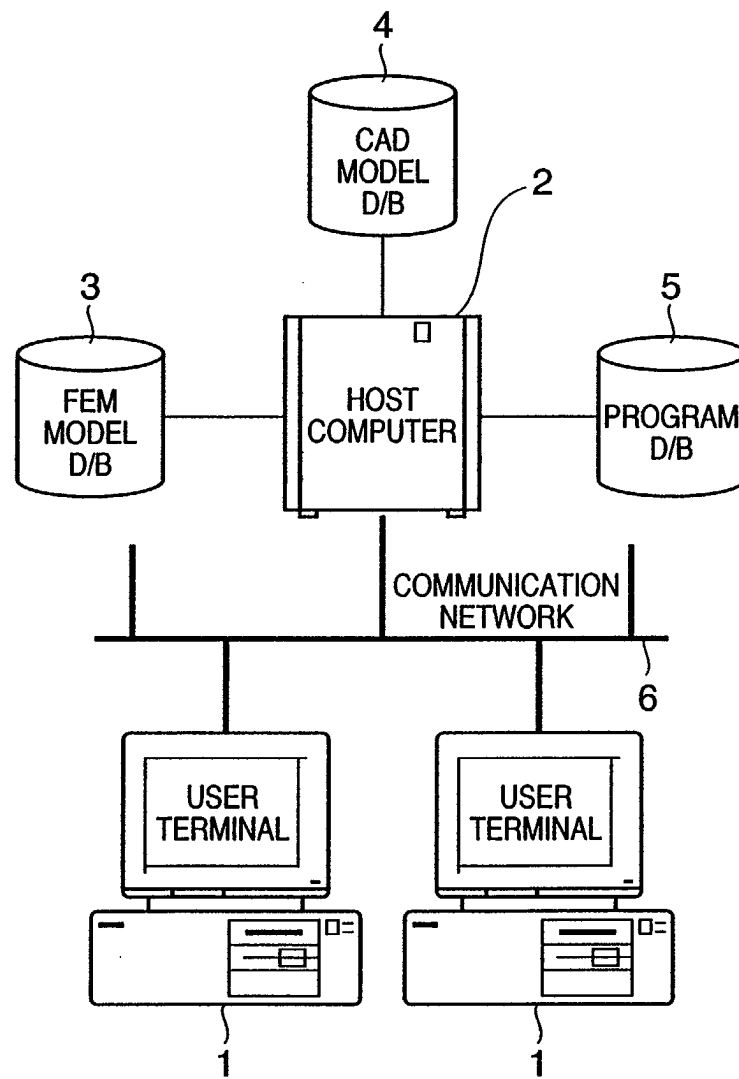 4
CAD
MODEL
D/B
2
3
5
FEM
MODEL
D/B
HOST
COMPUTER
PROGRAM
D/B
COMMUNICATION
NETWORK
6
USER
TERMINAL
USER
TERMINAL
1
1